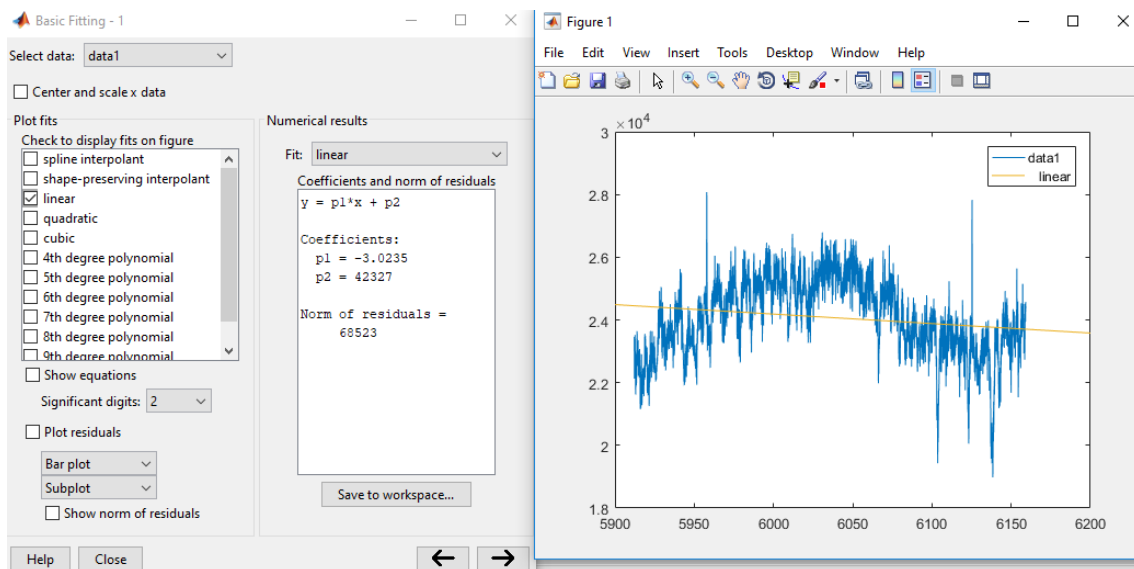 Basic Fitting - 1
Select data: data1
Center and scale x data
Plot fits
Check to display fits on figure
spline interpolant
shape-preserving interpolant
linear
quadratic
cubic
4th degree polynomial
5th degree polynomial
6th degree polynomial
7th degree polynomial
8th degree polynomial
9th degree polynomial
Show equations
Significant digits: 2
Plot residuals
Bar plot
Subplot
Show norm of residuals
Numerical results
Fit: linear
Coefficients and norm of residuals
y = p1*x + p2
Coefficients:
p1 = -3.0235
p2 = 42327
Norm of residuals =
68523
Save to workspace...
Help Close
Figure 1
File Edit View Insert Tools Desktop Window Help
×10⁴
3
2.8
2.6
2.4
2.2
2
1.8
5900 5950 6000 6050 6100 6150 6200
data1
linear